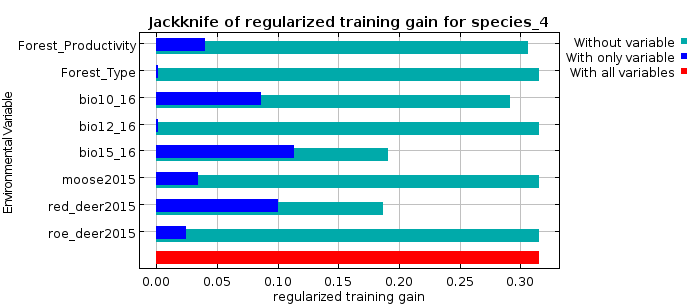 Jackknife of regularized training gain for species_4
Without variable
With only variable
With all variables
Environmental Variable
Forest_Productivity
Forest_Type
bio10_16
bio12_16
bio15_16
moose2015
red_deer2015
roe_deer2015
0.00 0.05 0.10 0.15 0.20 0.25 0.30
regularized training gain